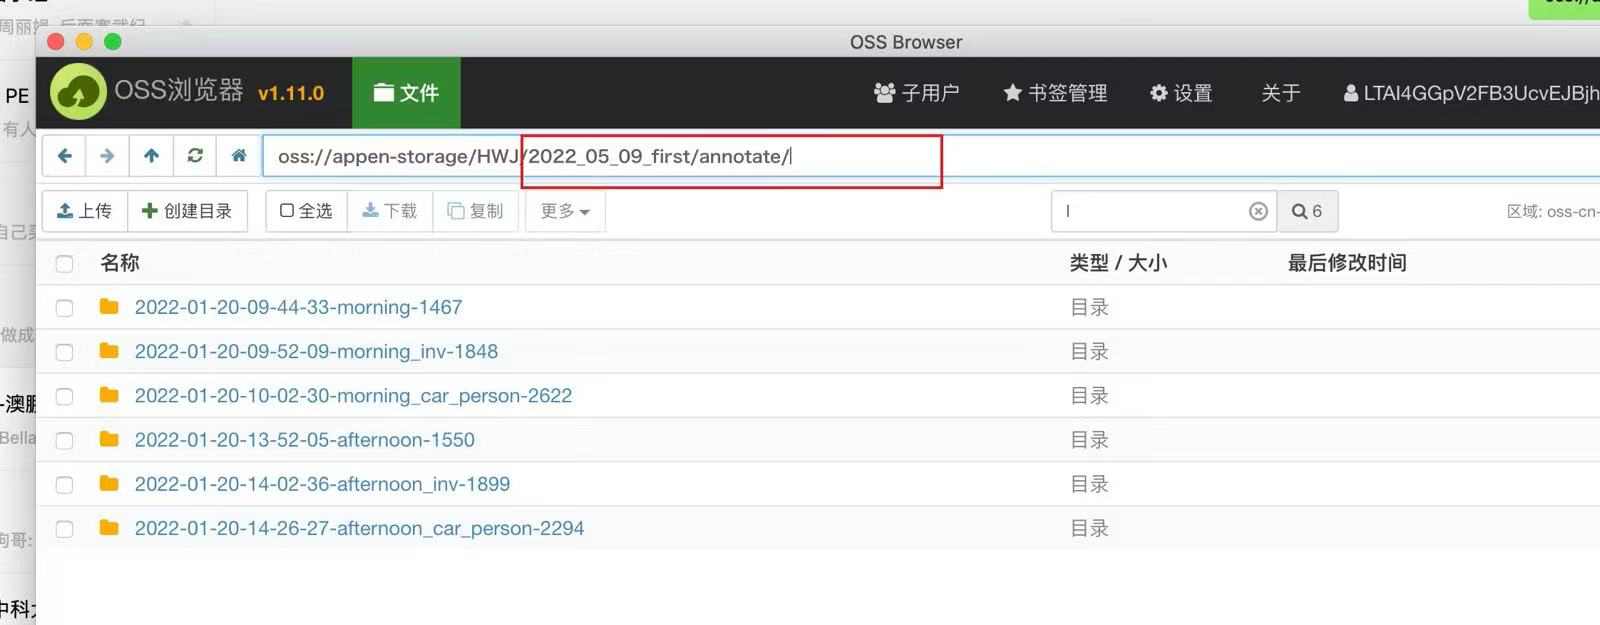 OSS Browser
OSS浏览器 v1.11.0 文件 子用户 书签管理 设置 关于 LTAI4GGpV2FB3UcvEJBjh
oss://appen-storage/HWJ/2022_05_09_first/annotate/
上传 创建目录 全选 下载 复制 更多 l 6 区域: oss-cn-
名称 类型 / 大小 最后修改时间
2022-01-20-09-44-33-morning-1467 目录
2022-01-20-09-52-09-morning_inv-1848 目录
2022-01-20-10-02-30-morning_car_person-2622 目录
2022-01-20-13-52-05-afternoon-1550 目录
2022-01-20-14-02-36-afternoon_inv-1899 目录
2022-01-20-14-26-27-afternoon_car_person-2294 目录
PE
有人
自己
做成
-澳鹏
Bella
向哥:
中科